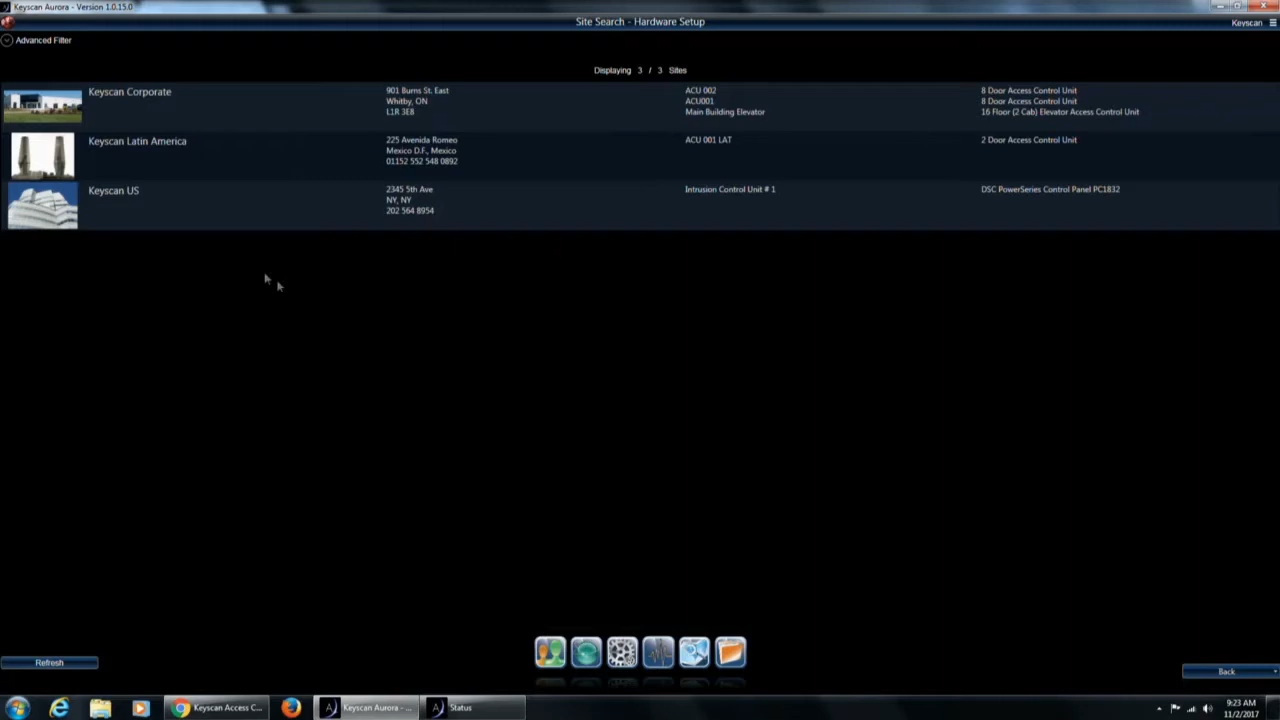 Keyscan Aurora - Version 1.0.15.0
Site Search - Hardware Setup
Keyscan
Advanced Filter
Displaying 3 / 3 Sites
Keyscan Corporate
901 Burns St. East
Whitby, ON
L1R 3E8
ACU 002
ACU001
Main Building Elevator
8 Door Access Control Unit
8 Door Access Control Unit
16 Floor (2 Cab) Elevator Access Control Unit
Keyscan Latin America
225 Avenida Romeo
Mexico D.F., Mexico
01152 552 548 0892
ACU 001 LAT
2 Door Access Control Unit
Keyscan US
2345 5th Ave
NY, NY
202 564 8954
Intrusion Control Unit # 1
DSC PowerSeries Control Panel PC1832
Refresh
Back
Keyscan Access C...
Keyscan Aurora - ...
Status
9:23 AM
11/2/2017